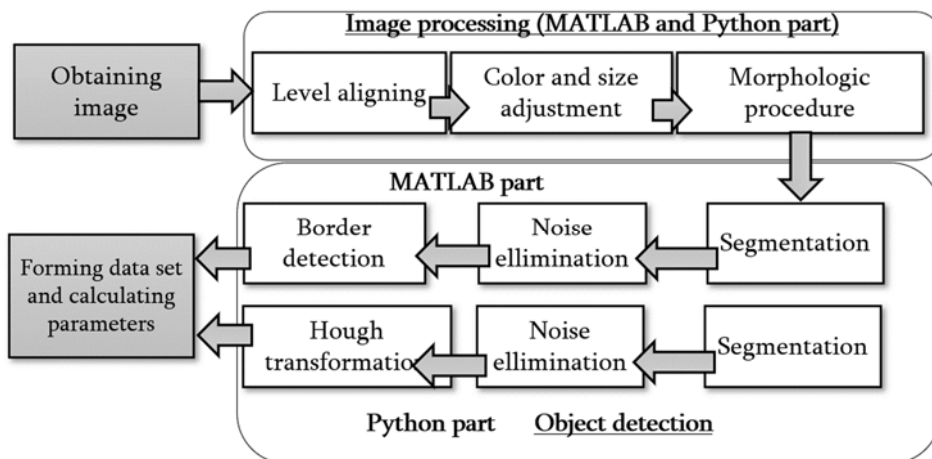 Image processing (MATLAB and Python part)
Obtaining
image
Level aligning
Color and size
adjustment
Morphologic
procedure
MATLAB part
Segmentation
Noise
ellimination
Border
detection
Forming data set
and calculating
parameters
Segmentation
Noise
ellimination
Hough
transformation
Python part
Object detection